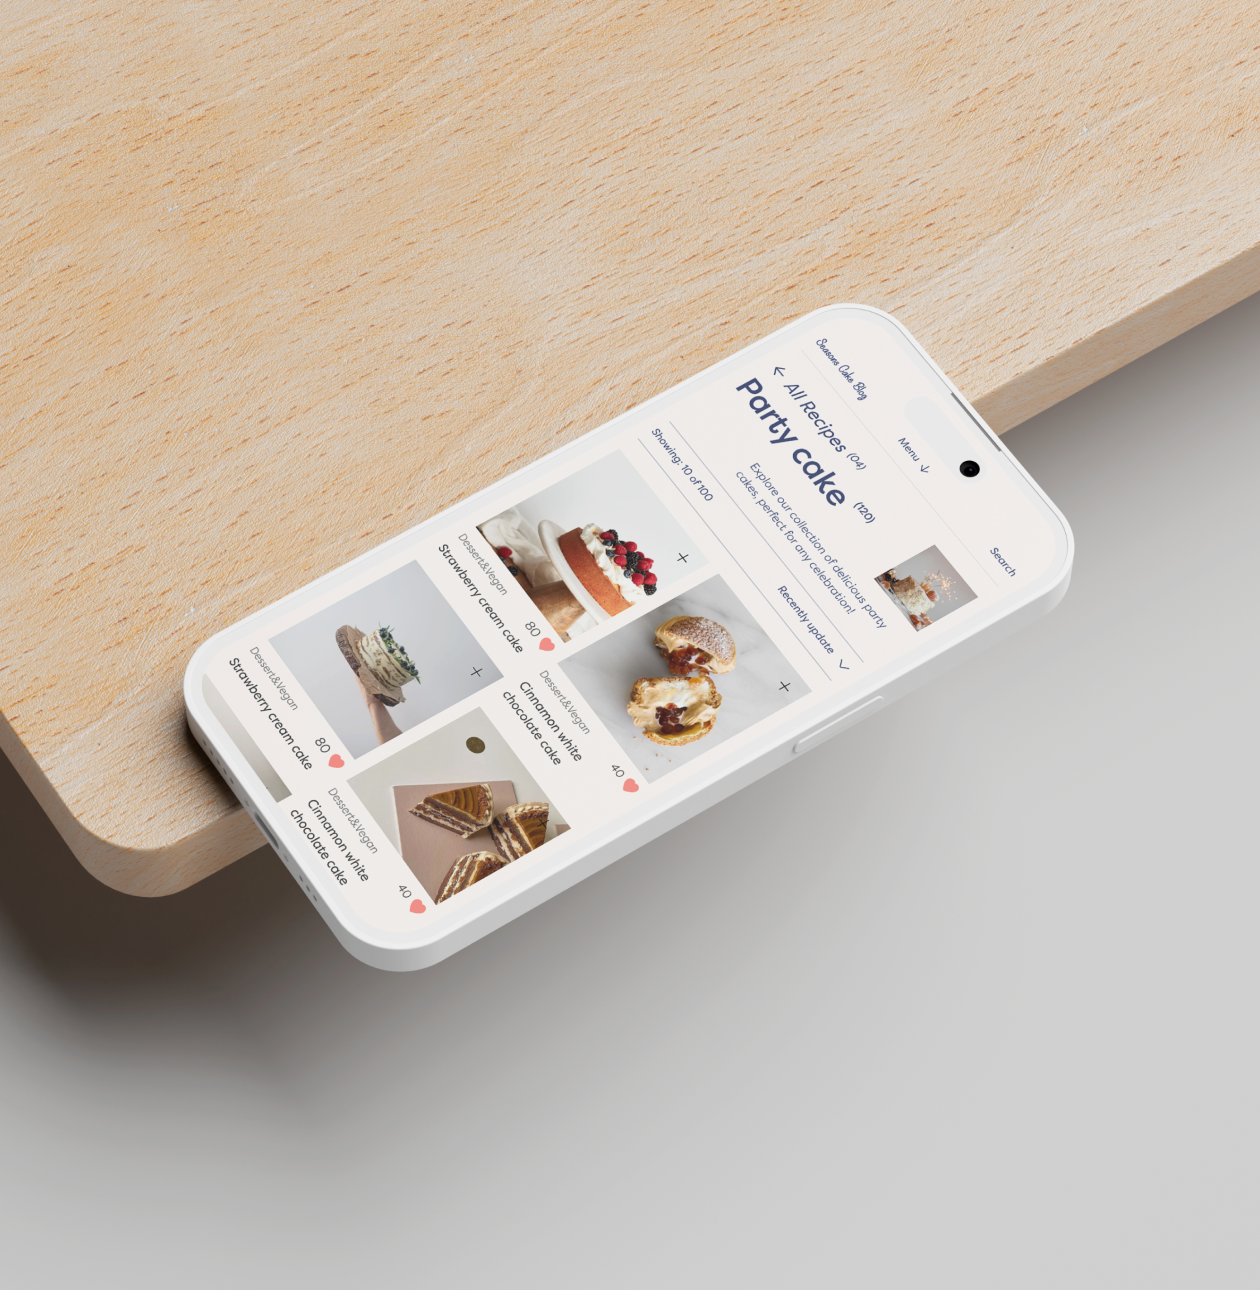 Seasons Cake Blog
Menu
Search
All Recipes (04)
Party cake (120)
Explore our collection of delicious party
cakes, perfect for any celebration!
Showing: 10 of 100
Recently update
Dessert&Vegan
Strawberry cream cake
80
Dessert&Vegan
Cinnamon white
chocolate cake
40
Dessert&Vegan
Strawberry cream cake
80
Dessert&Vegan
Cinnamon white
chocolate cake
40